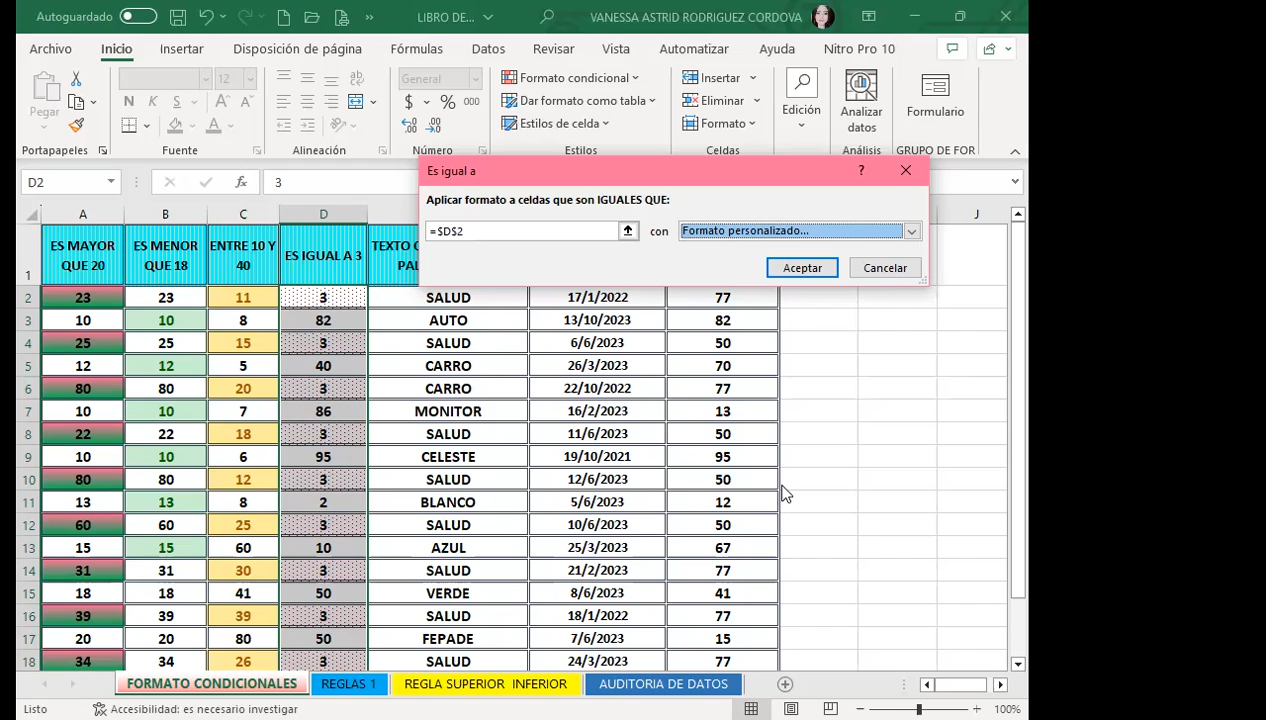 Autoguardado LIBRO DE... VANESSA ASTRID RODRIGUEZ CORDOVA
Archivo Inicio Insertar Disposición de página Fórmulas Datos Revisar Vista Automatizar Ayuda Nitro Pro 10
12 General Formato condicional Insertar
Pegar N K S Dar formato como tabla Eliminar Edición Analizar datos Formulario
Estilos de celda Formato
Portapapeles Fuente Alineación Número Estilos Celdas Análisis GRUPO DE FOR
Es igual a
D2 fx 3
Aplicar formato a celdas que son IGUALES QUE:
=$D$2 con Formato personalizado...
Aceptar Cancelar
A B C D J
1 ES MAYOR QUE 20 ES MENOR QUE 18 ENTRE 10 Y 40 ES IGUAL A 3
2 23 23 11 3 SALUD 17/1/2022 77
3 10 10 8 82 AUTO 13/10/2023 82
4 25 25 15 3 SALUD 6/6/2023 50
5 12 12 5 40 CARRO 26/3/2023 70
6 80 80 20 3 CARRO 22/10/2022 77
7 10 10 7 86 MONITOR 16/2/2023 13
8 22 22 18 3 SALUD 11/6/2023 50
9 10 10 6 95 CELESTE 19/10/2021 95
10 80 80 12 3 SALUD 12/6/2023 50
11 13 13 8 2 BLANCO 5/6/2023 12
12 60 60 25 3 SALUD 10/6/2023 50
13 15 15 60 10 AZUL 25/3/2023 67
14 31 31 30 3 SALUD 21/2/2023 77
15 18 18 41 50 VERDE 8/6/2023 41
16 39 39 39 3 SALUD 18/1/2022 77
17 20 20 80 50 FEPADE 7/6/2023 15
18 34 34 26 3 SALUD 24/3/2023 77
FORMATO CONDICIONALES REGLAS 1 REGLA SUPERIOR INFERIOR AUDITORIA DE DATOS
Listo Accesibilidad: es necesario investigar 100%